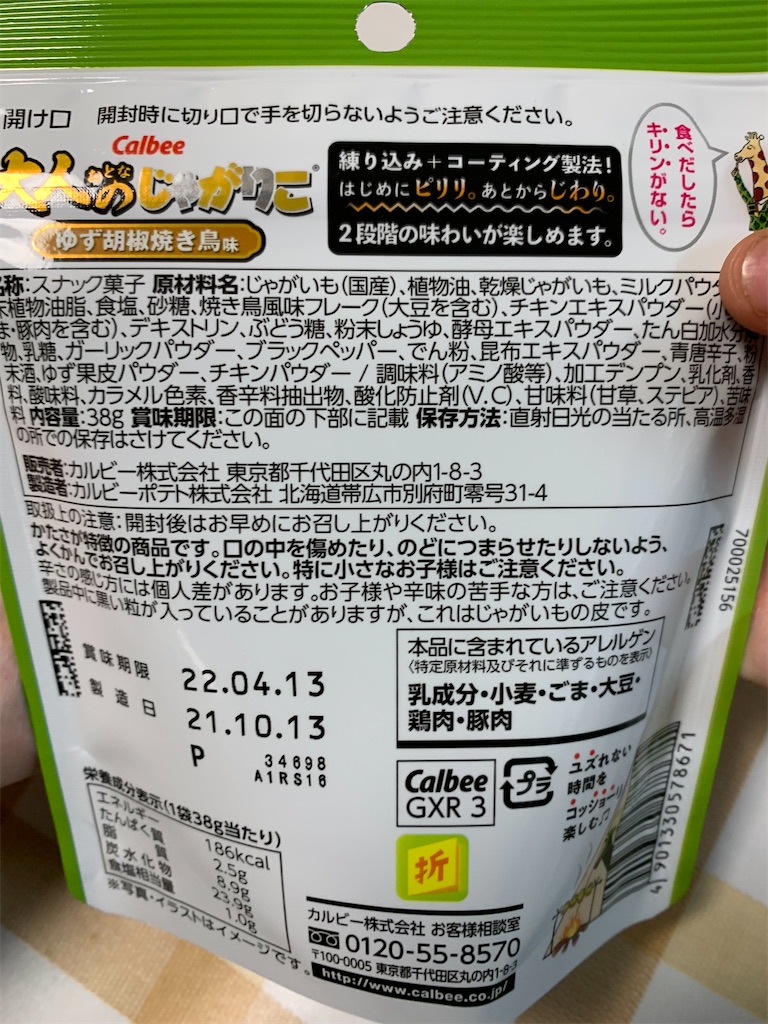 開け口 開封時に切り口で手を切らないようご注意ください。
Calbee
大人のじゃがりこ
おとな
ゆず胡椒焼き鳥味
練り込み+コーティング製法!
はじめにピリリ。あとからじわり。
2段階の味わいが楽しめます。
食べだしたら
キリンがない。
名称:スナック菓子 原材料名:じゃがいも(国産)、植物油、乾燥じゃがいも、ミルクパウ
末植物油脂、食塩、砂糖、焼き鳥風味フレーク(大豆を含む)、チキンエキスパウダー(小
ま・豚肉を含む)、デキストリン、ぶどう糖、粉末しょうゆ、酵母エキスパウダー、たん白加水分
物、乳糖、ガーリックパウダー、ブラックペッパー、でん粉、昆布エキスパウダー、青唐辛子、粉
末酒、ゆず果皮パウダー、チキンパウダー / 調味料(アミノ酸等)、加工デンプン、乳化剤、香
料、酸味料、カラメル色素、香辛料抽出物、酸化防止剤(V.C)、甘味料(甘草、ステビア)、苦味
料 内容量:38g 賞味期限:この面の下部に記載 保存方法:直射日光の当たる所、高温多湿
の所での保存はさけてください。
販売者:カルビー株式会社 東京都千代田区丸の内1-8-3
製造者:カルビーポテト株式会社 北海道帯広市別府町零号31-4
取扱上の注意:開封後はお早めにお召し上がりください。
かたさが特徴の商品です。口の中を傷めたり、のどにつまらせたりしないよう、
よくかんでお召し上がりください。特に小さなお子様はご注意ください。
辛さの感じ方には個人差があります。お子様や辛味の苦手な方は、ご注意ください。
製品中に黒い粒が入っていることがありますが、これはじゃがいもの皮です。
700025156
賞味期限 22.04.13
製造日 21.10.13
P 34698
A1RS16
本品に含まれているアレルゲン
〈特定原材料及びそれに準ずるものを表示〉
乳成分・小麦・ごま・大豆・
鶏肉・豚肉
Calbee
GXR 3
プラ
ユズれない
時間を
コッショーリ
楽しむ♪
折
4901330578671
栄養成分表示(1袋38g当たり)
エネルギー 186kcal
たんぱく質 2.5g
脂質 8.9g
炭水化物 23.9g
食塩相当量 1.0g
※写真・イラストはイメージです。
カルビー株式会社 お客様相談室
0120-55-8570
〒100-0005 東京都千代田区丸の内1-8-3
http://www.calbee.co.jp/